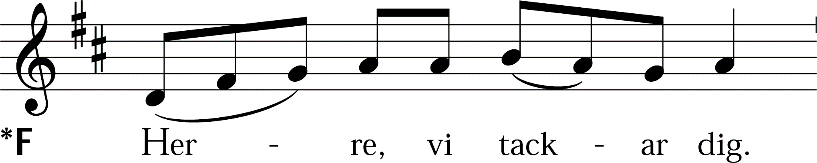 *F Her - re, vi tack - ar dig.